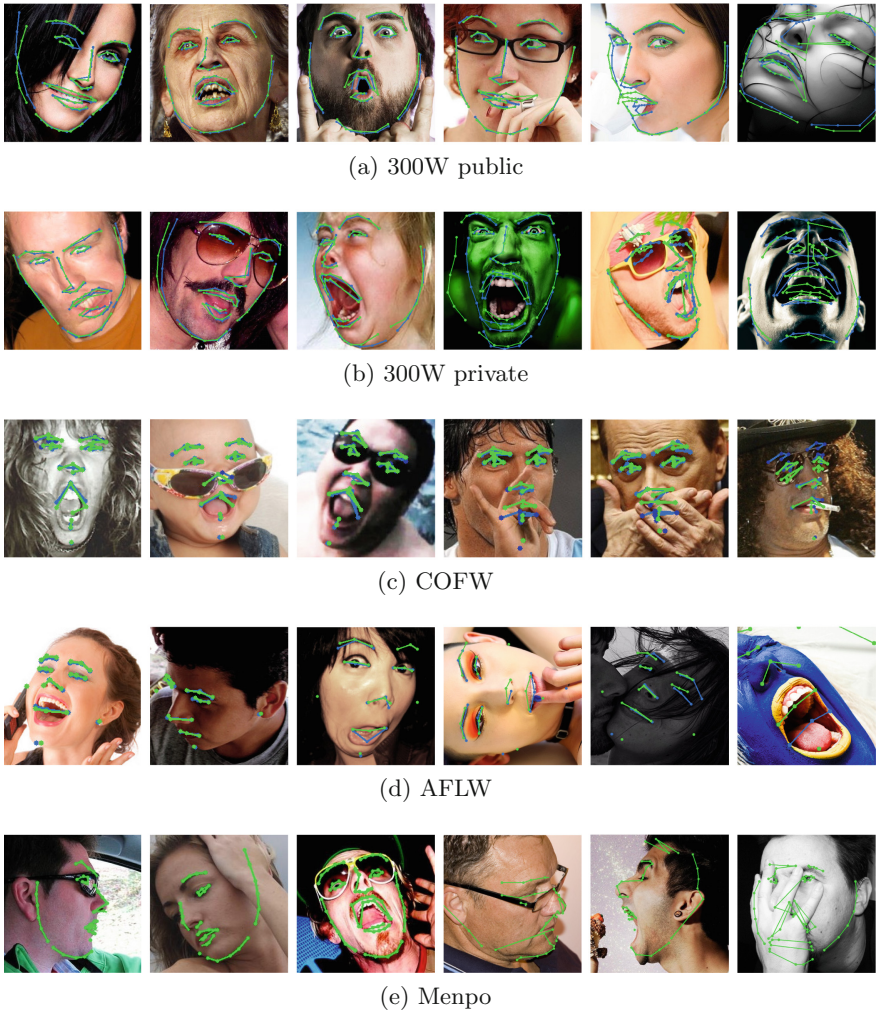 (a) 300W public
(b) 300W private
(c) COFW
(d) AFLW
(e) Menpo